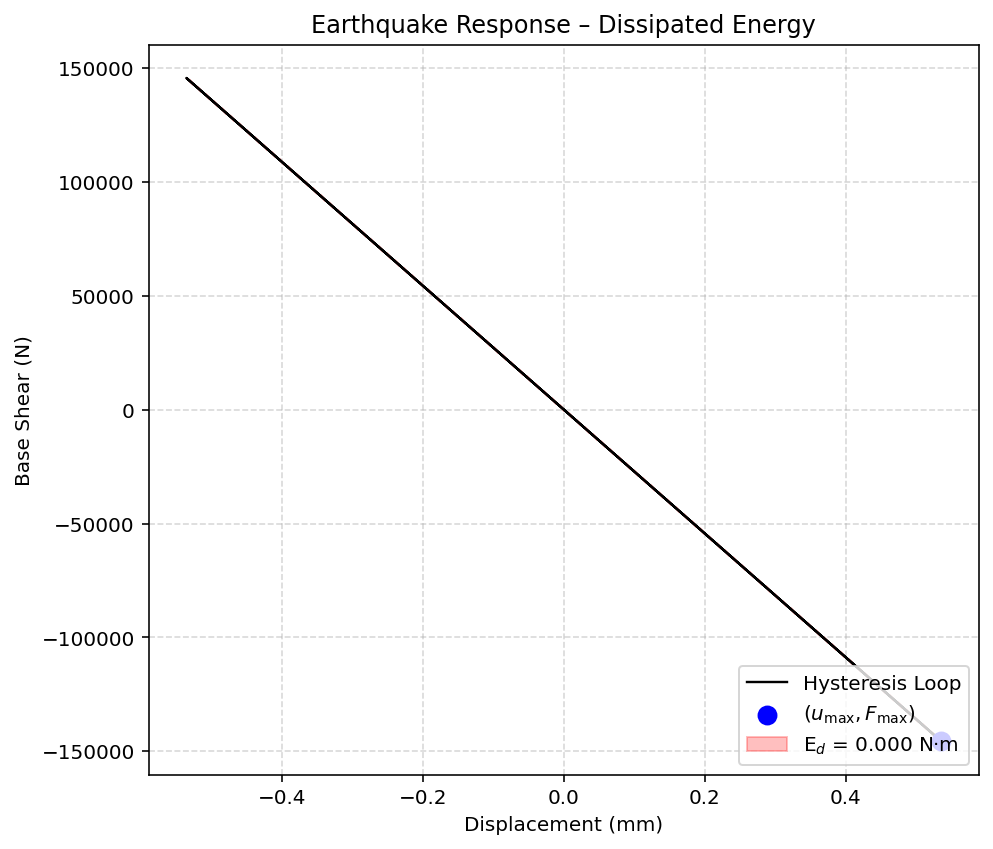 Earthquake Response – Dissipated Energy
Base Shear (N)
150000
100000
50000
0
−50000
−100000
−150000
−0.4
−0.2
0.0
0.2
0.4
Displacement (mm)
Hysteresis Loop
(u_max, F_max)
E_d = 0.000 N·m